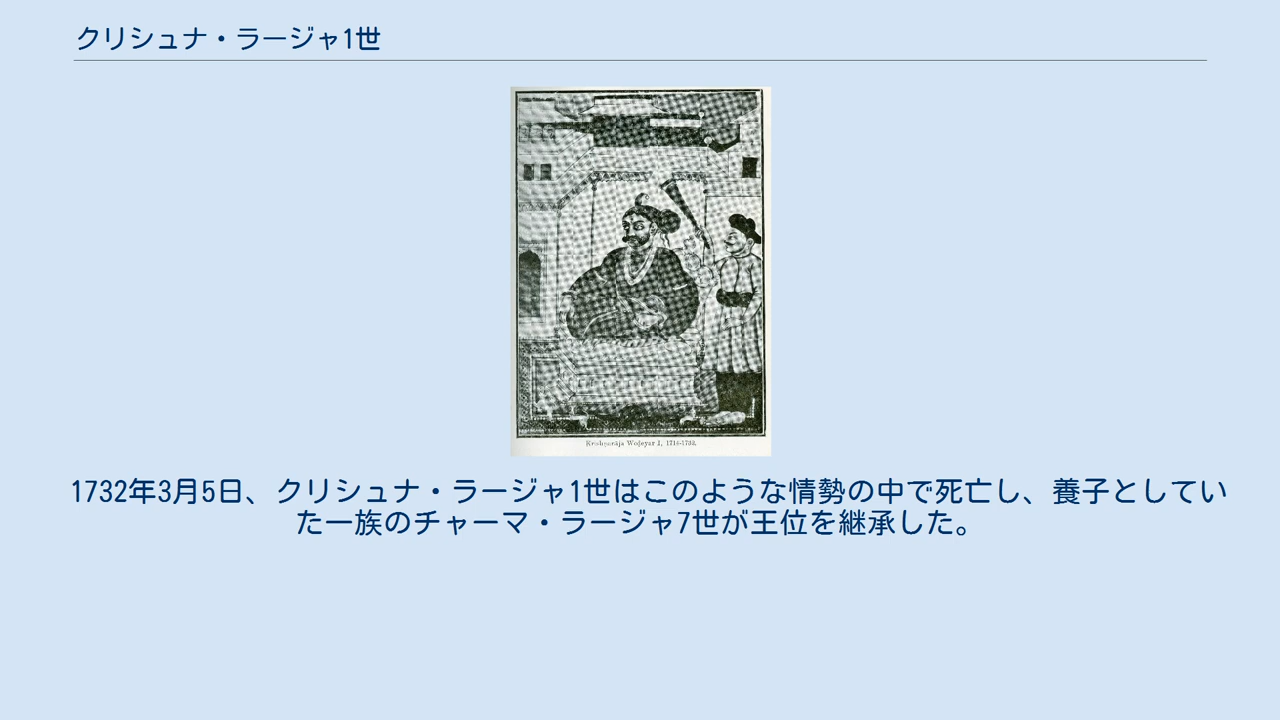 クリシュナ・ラージャ1世
Krishṇarāja Woḍeyar I, 1714-1732.
1732年3月5日、クリシュナ・ラージャ1世はこのような情勢の中で死亡し、養子としてい
た一族のチャーマ・ラージャ7世が王位を継承した。